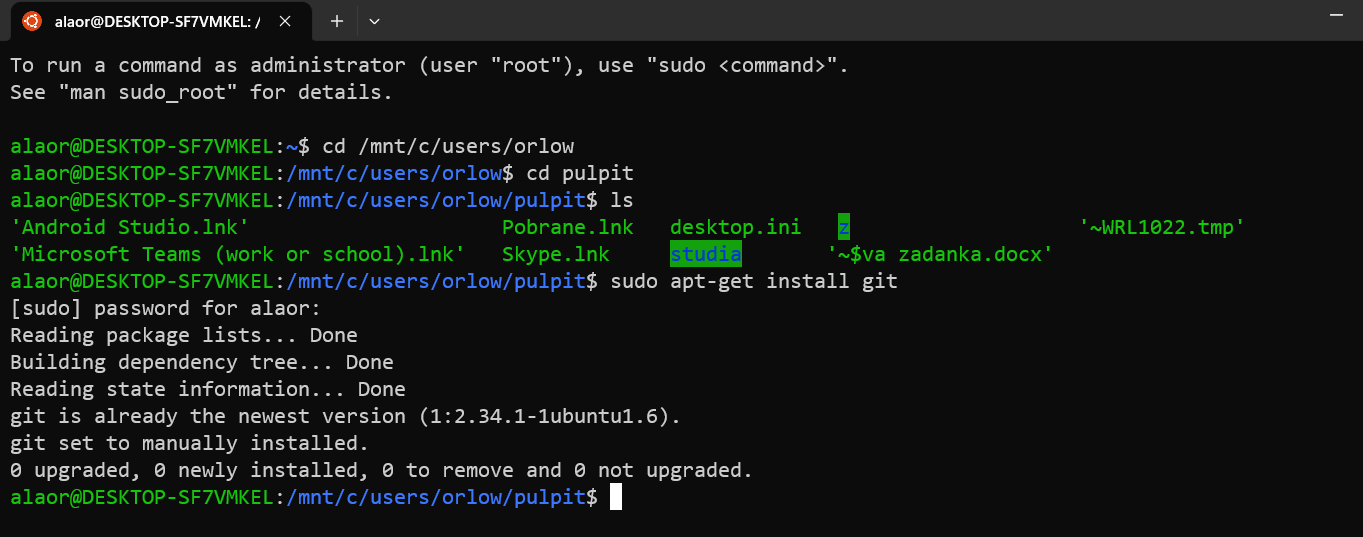 alaor@DESKTOP-SF7VMKEL: /
To run a command as administrator (user "root"), use "sudo <command>".
See "man sudo_root" for details.
alaor@DESKTOP-SF7VMKEL:~$ cd /mnt/c/users/orlow
alaor@DESKTOP-SF7VMKEL:/mnt/c/users/orlow$ cd pulpit
alaor@DESKTOP-SF7VMKEL:/mnt/c/users/orlow/pulpit$ ls
'Android Studio.lnk' Pobrane.lnk desktop.ini z '~WRL1022.tmp'
'Microsoft Teams (work or school).lnk' Skype.lnk studia '~$va zadanka.docx'
alaor@DESKTOP-SF7VMKEL:/mnt/c/users/orlow/pulpit$ sudo apt-get install git
[sudo] password for alaor:
Reading package lists... Done
Building dependency tree... Done
Reading state information... Done
git is already the newest version (1:2.34.1-1ubuntu1.6).
git set to manually installed.
0 upgraded, 0 newly installed, 0 to remove and 0 not upgraded.
alaor@DESKTOP-SF7VMKEL:/mnt/c/users/orlow/pulpit$